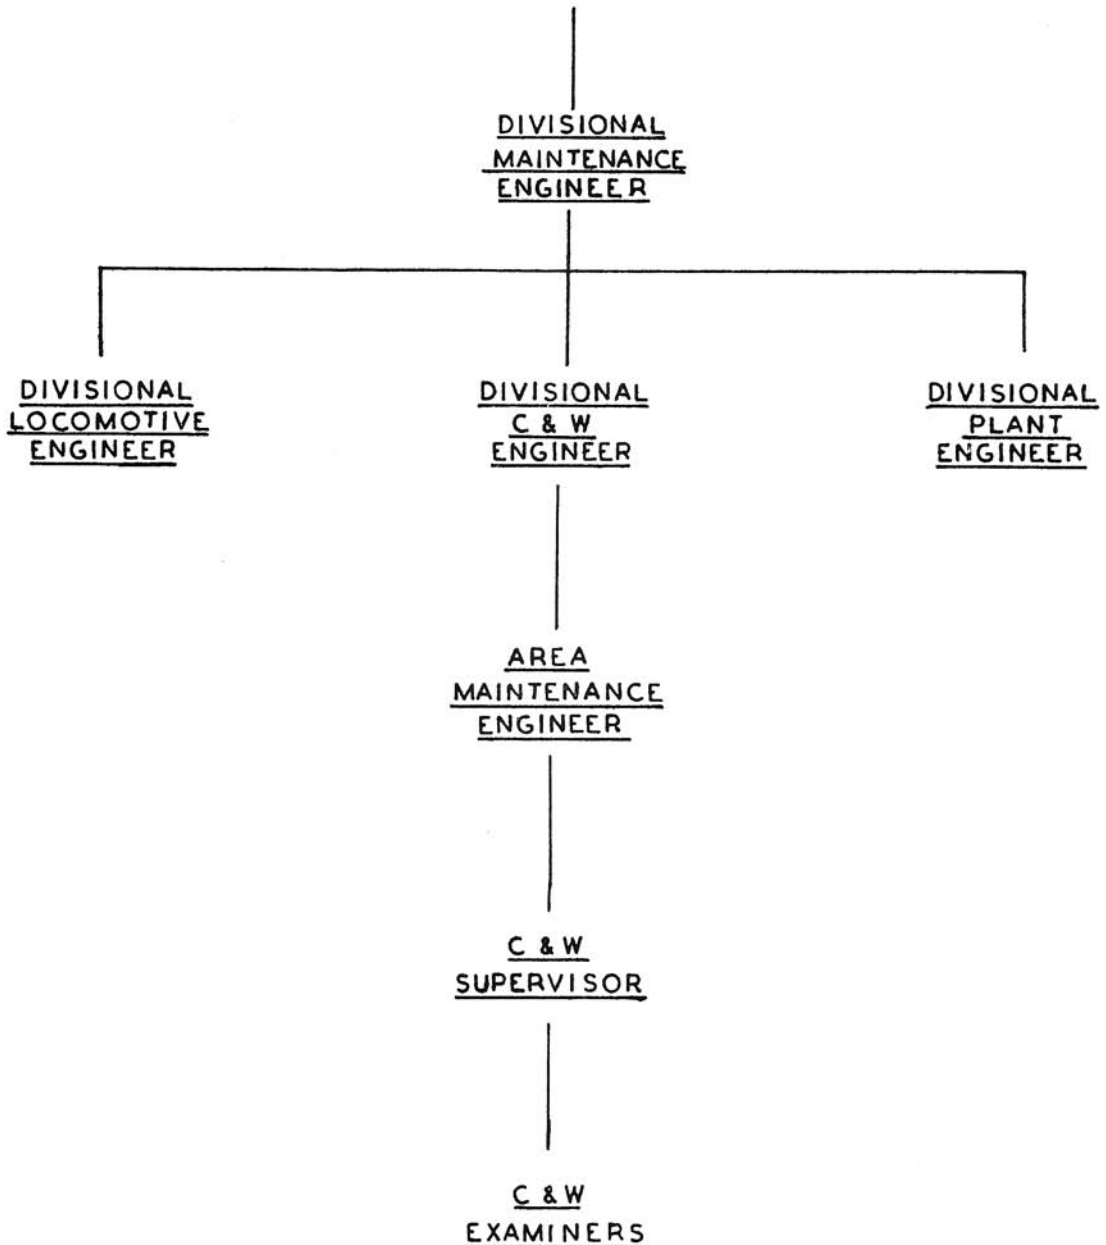 DIVISIONAL
MAINTENANCE
ENGINEER
DIVISIONAL
LOCOMOTIVE
ENGINEER
DIVISIONAL
C & W
ENGINEER
DIVISIONAL
PLANT
ENGINEER
AREA
MAINTENANCE
ENGINEER
C & W
SUPERVISOR
C & W
EXAMINERS